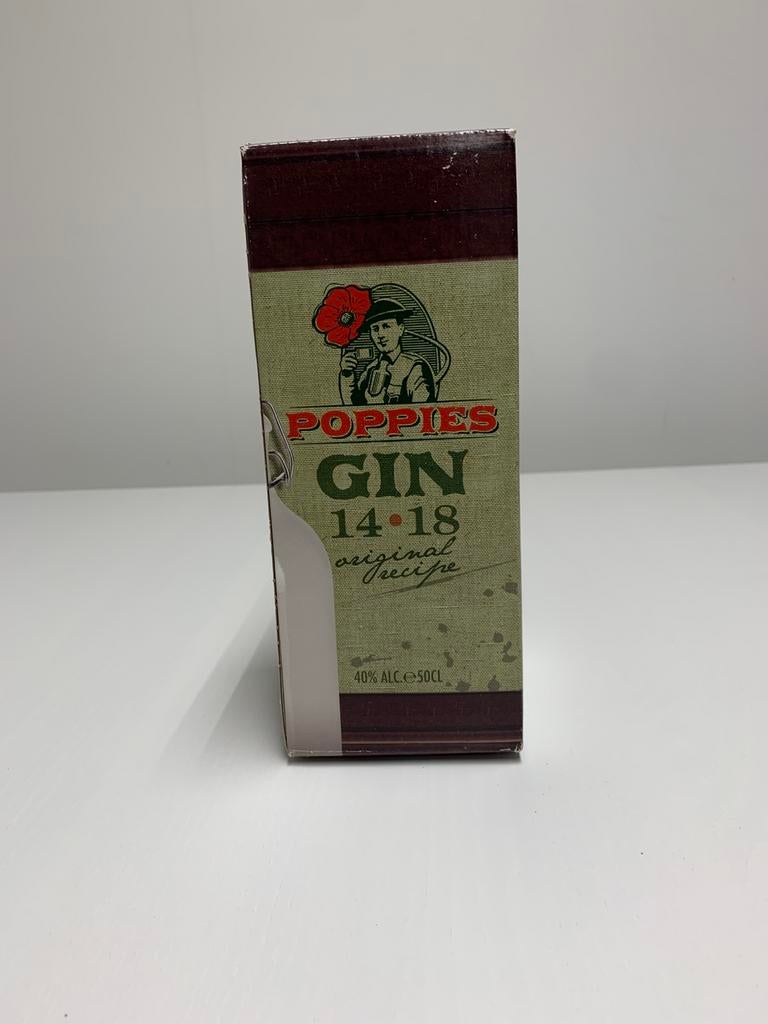 POPPIES
GIN
14•18
original
recipe
40% ALC.℮50CL